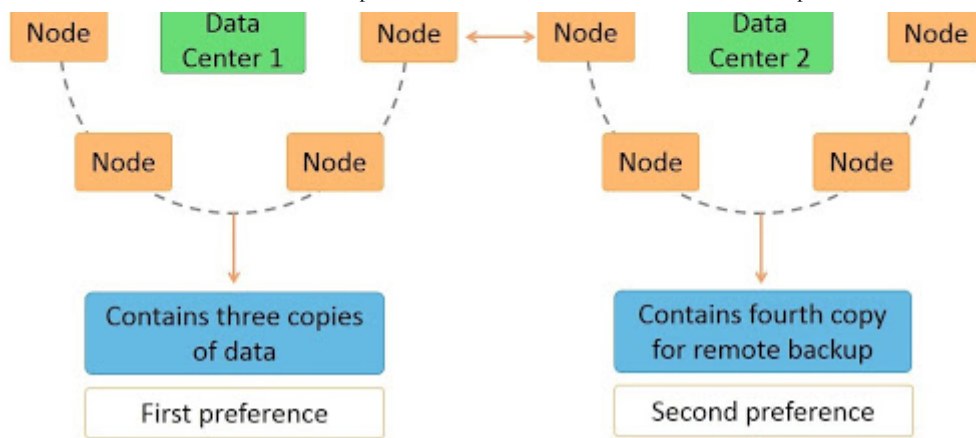 Node
Data
Center 1
Node
Node
Data
Center 2
Node
Node
Node
Node
Node
Contains three copies
of data
Contains fourth copy
for remote backup
First preference
Second preference